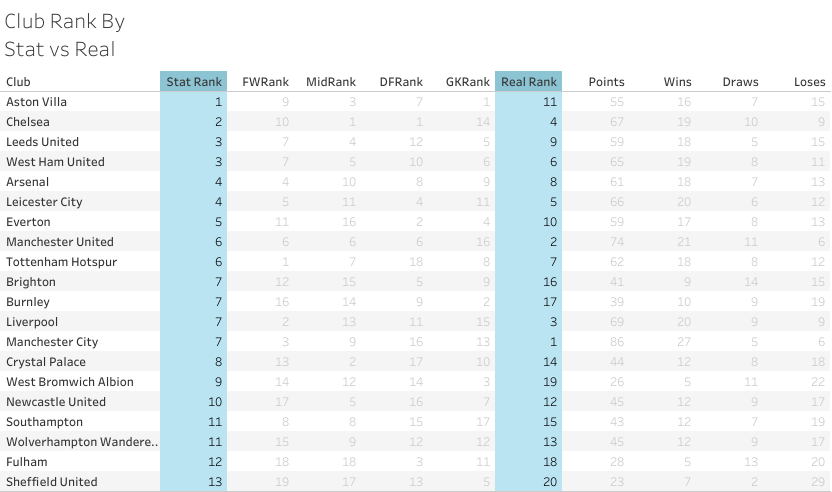 Club Rank By
Stat vs Real
Club Stat Rank FWRank MidRank DFRank GKRank Real Rank Points Wins Draws Loses
Aston Villa 1 9 3 7 1 11 55 16 7 15
Chelsea 2 10 1 1 14 4 67 19 10 9
Leeds United 3 7 4 12 5 9 59 18 5 15
West Ham United 3 7 5 10 6 6 65 19 8 11
Arsenal 4 4 10 8 9 8 61 18 7 13
Leicester City 4 5 11 4 11 5 66 20 6 12
Everton 5 11 16 2 4 10 59 17 8 13
Manchester United 6 6 6 6 16 2 74 21 11 6
Tottenham Hotspur 6 1 7 18 8 7 62 18 8 12
Brighton 7 12 15 5 9 16 41 9 14 15
Burnley 7 16 14 9 2 17 39 10 9 19
Liverpool 7 2 13 11 15 3 69 20 9 9
Manchester City 7 3 9 16 13 1 86 27 5 6
Crystal Palace 8 13 2 17 10 14 44 12 8 18
West Bromwich Albion 9 14 12 14 3 19 26 5 11 22
Newcastle United 10 17 5 16 7 12 45 12 9 17
Southampton 11 8 8 15 17 15 43 12 7 19
Wolverhampton Wandere.. 11 15 9 12 12 13 45 12 9 17
Fulham 12 18 18 3 11 18 28 5 13 20
Sheffield United 13 19 17 13 5 20 23 7 2 29